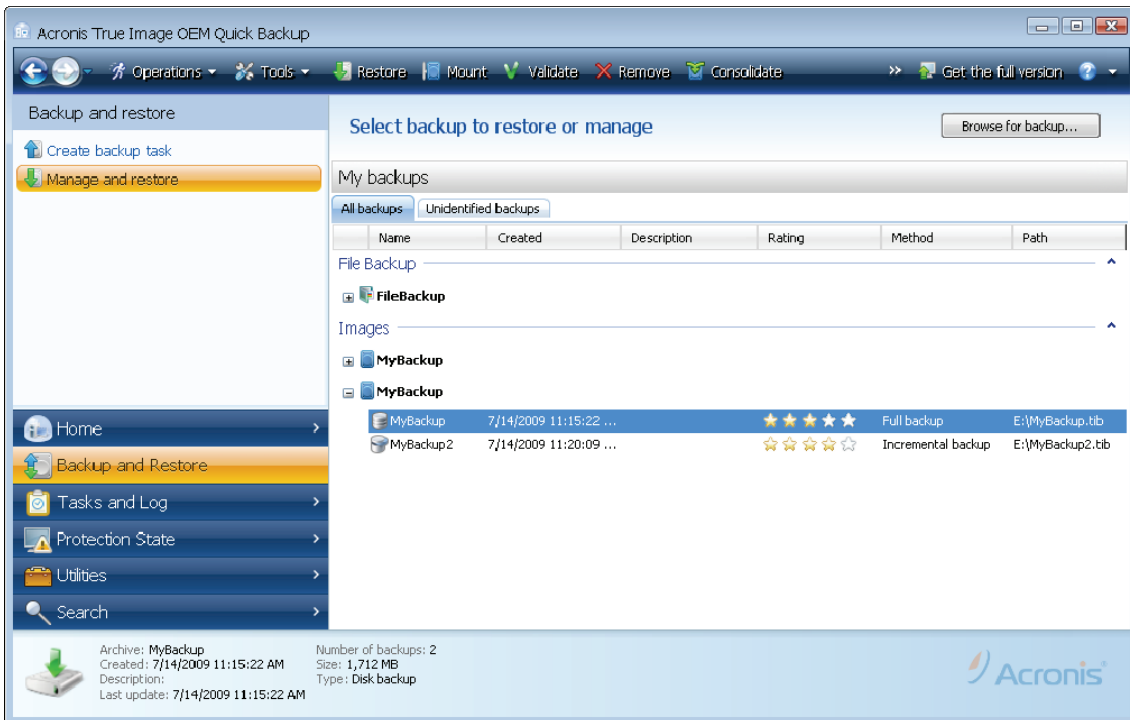 Acronis True Image OEM Quick Backup
Operations Tools Restore Mount Validate Remove Consolidate >> Get the full version
Backup and restore
Create backup task
Manage and restore
Select backup to restore or manage
Browse for backup...
My backups
All backups Unidentified backups
Name Created Description Rating Method Path
File Backup
FileBackup
Images
MyBackup
MyBackup
MyBackup 7/14/2009 11:15:22 ... Full backup E:\MyBackup.tib
MyBackup2 7/14/2009 11:20:09 ... Incremental backup E:\MyBackup2.tib
Home
Backup and Restore
Tasks and Log
Protection State
Utilities
Search
Archive: MyBackup
Created: 7/14/2009 11:15:22 AM
Description:
Last update: 7/14/2009 11:15:22 AM
Number of backups: 2
Size: 1,712 MB
Type: Disk backup
Acronis